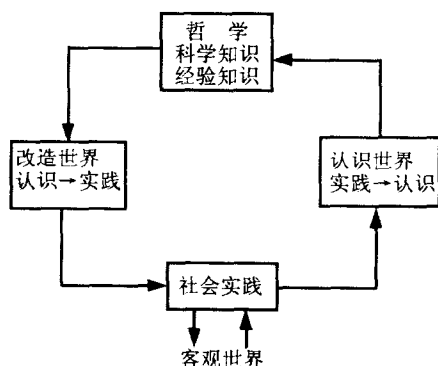 哲 学
科学知识
经验知识
改造世界
认识→实践
认识世界
实践→认识
社会实践
客观世界